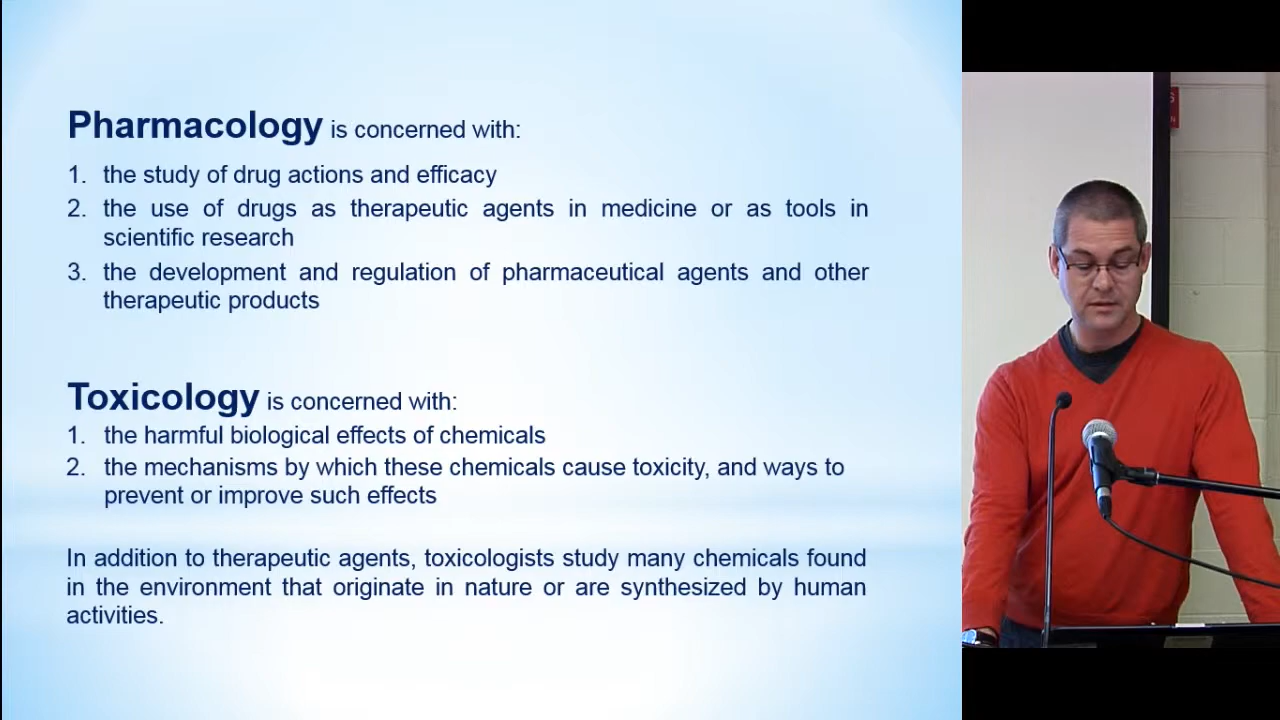 Pharmacology is concerned with:
1. the study of drug actions and efficacy
2. the use of drugs as therapeutic agents in medicine or as tools in
scientific research
3. the development and regulation of pharmaceutical agents and other
therapeutic products
Toxicology is concerned with:
1. the harmful biological effects of chemicals
2. the mechanisms by which these chemicals cause toxicity, and ways to
prevent or improve such effects
In addition to therapeutic agents, toxicologists study many chemicals found
in the environment that originate in nature or are synthesized by human
activities.